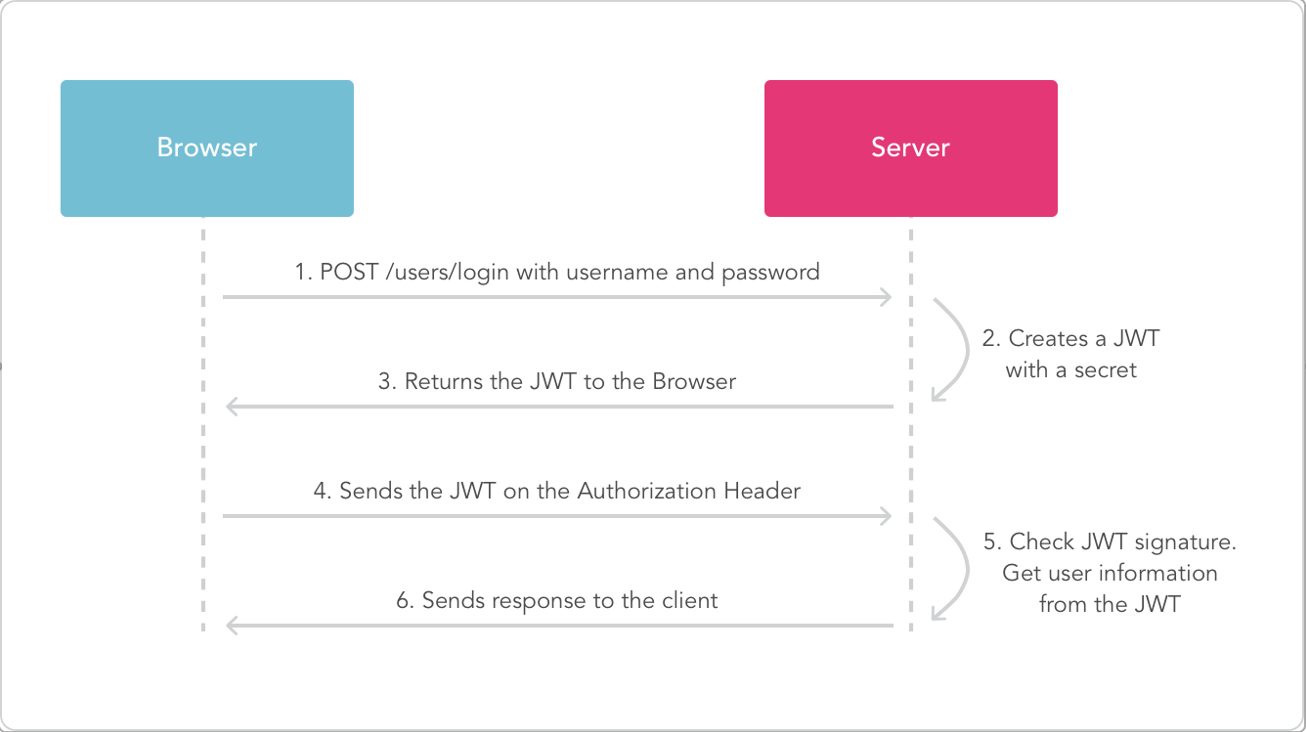 Browser
Server
1. POST /users/login with username and password
2. Creates a JWT
with a secret
3. Returns the JWT to the Browser
4. Sends the JWT on the Authorization Header
5. Check JWT signature.
Get user information
from the JWT
6. Sends response to the client